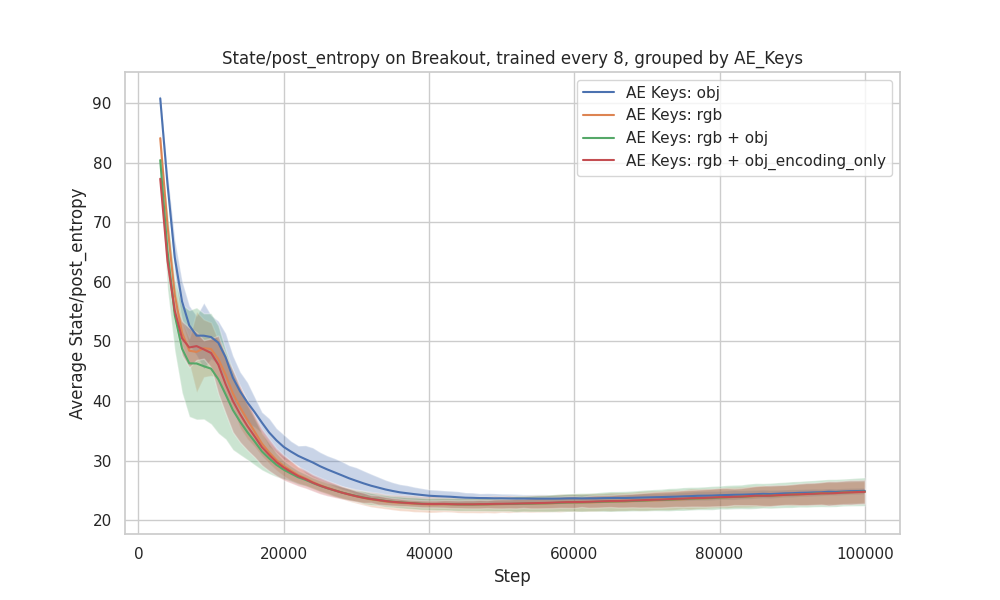 State/post_entropy on Breakout, trained every 8, grouped by AE_Keys
AE Keys: obj
AE Keys: rgb
AE Keys: rgb + obj
AE Keys: rgb + obj_encoding_only
Average State/post_entropy
90
80
70
60
50
40
30
20
0
20000
40000
60000
80000
100000
Step